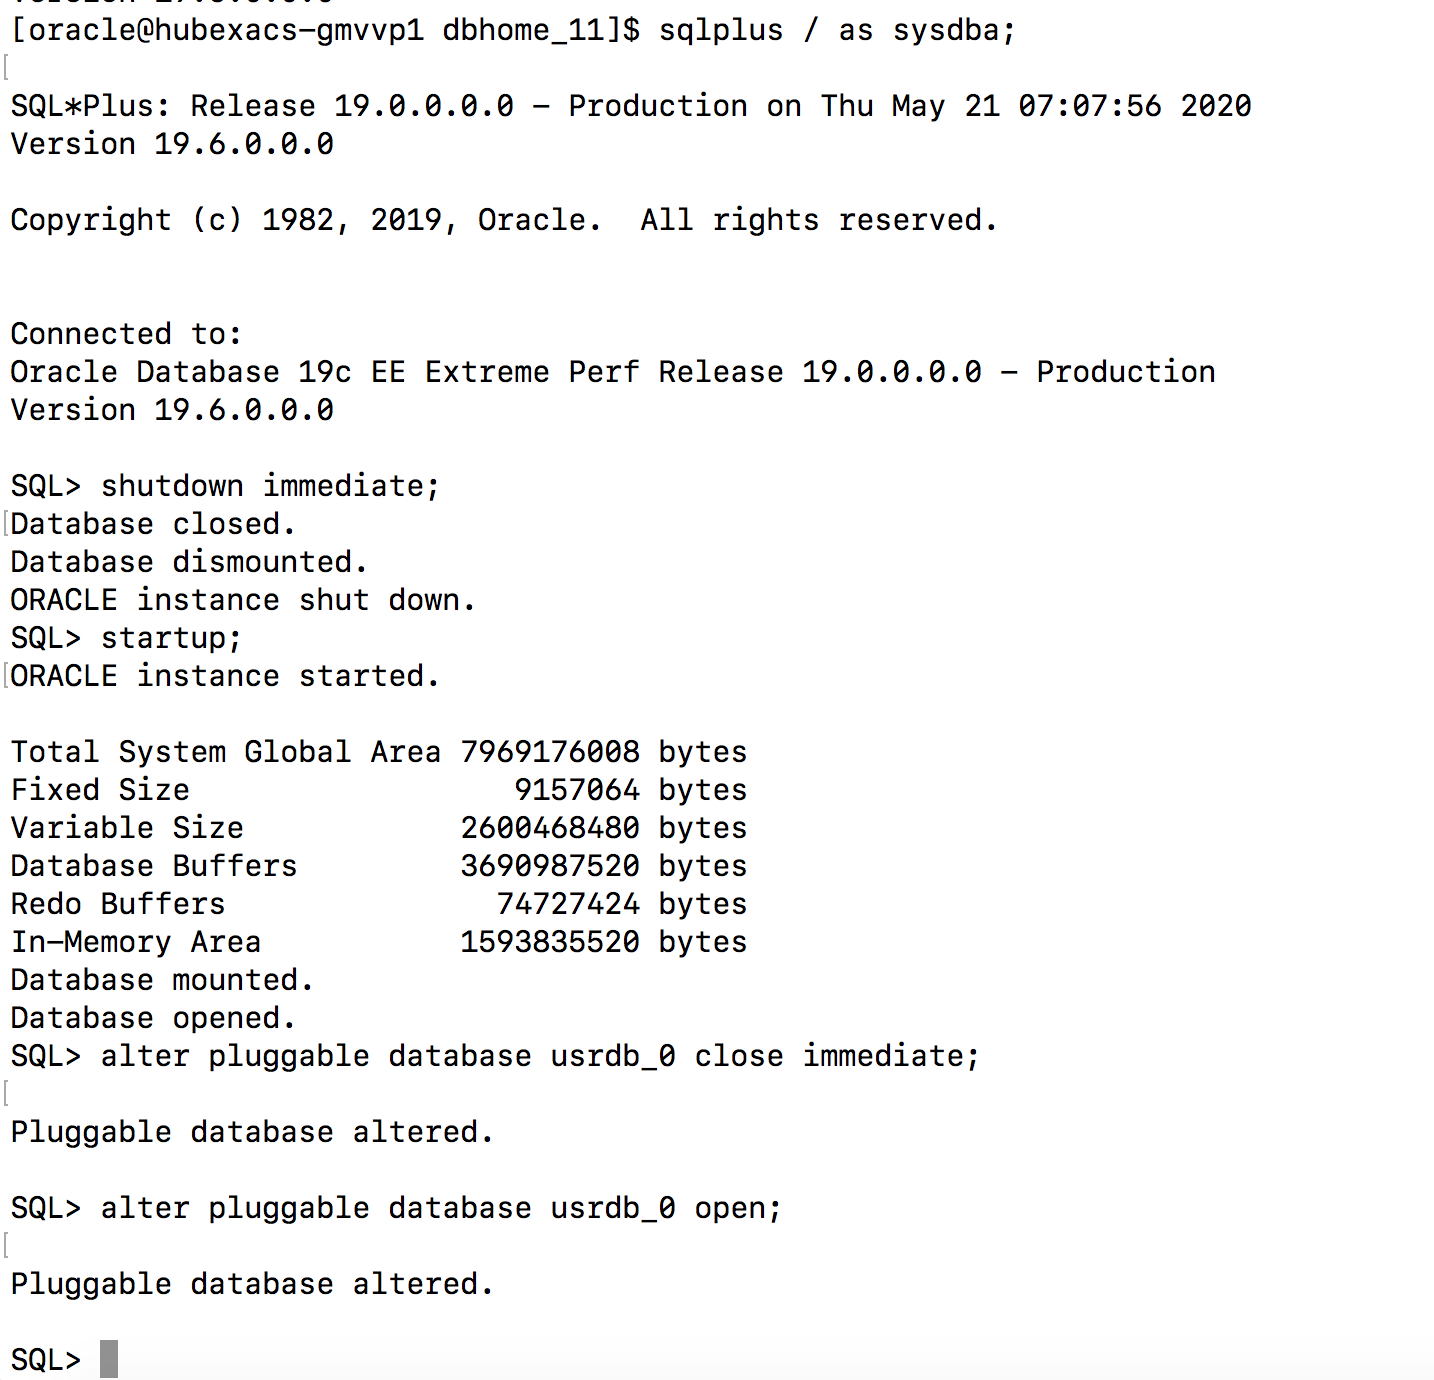 [oracle@hubexacs-gmvvp1 dbhome_11]$ sqlplus / as sysdba;
[
SQL*Plus: Release 19.0.0.0.0 - Production on Thu May 21 07:07:56 2020
Version 19.6.0.0.0
Copyright (c) 1982, 2019, Oracle.  All rights reserved.
Connected to:
Oracle Database 19c EE Extreme Perf Release 19.0.0.0.0 - Production
Version 19.6.0.0.0
SQL> shutdown immediate;
[Database closed.
Database dismounted.
ORACLE instance shut down.
SQL> startup;
[ORACLE instance started.
Total System Global Area 7969176008 bytes
Fixed Size                  9157064 bytes
Variable Size            2600468480 bytes
Database Buffers         3690987520 bytes
Redo Buffers               74727424 bytes
In-Memory Area           1593835520 bytes
Database mounted.
Database opened.
SQL> alter pluggable database usrdb_0 close immediate;
[
Pluggable database altered.
SQL> alter pluggable database usrdb_0 open;
[
Pluggable database altered.
SQL>